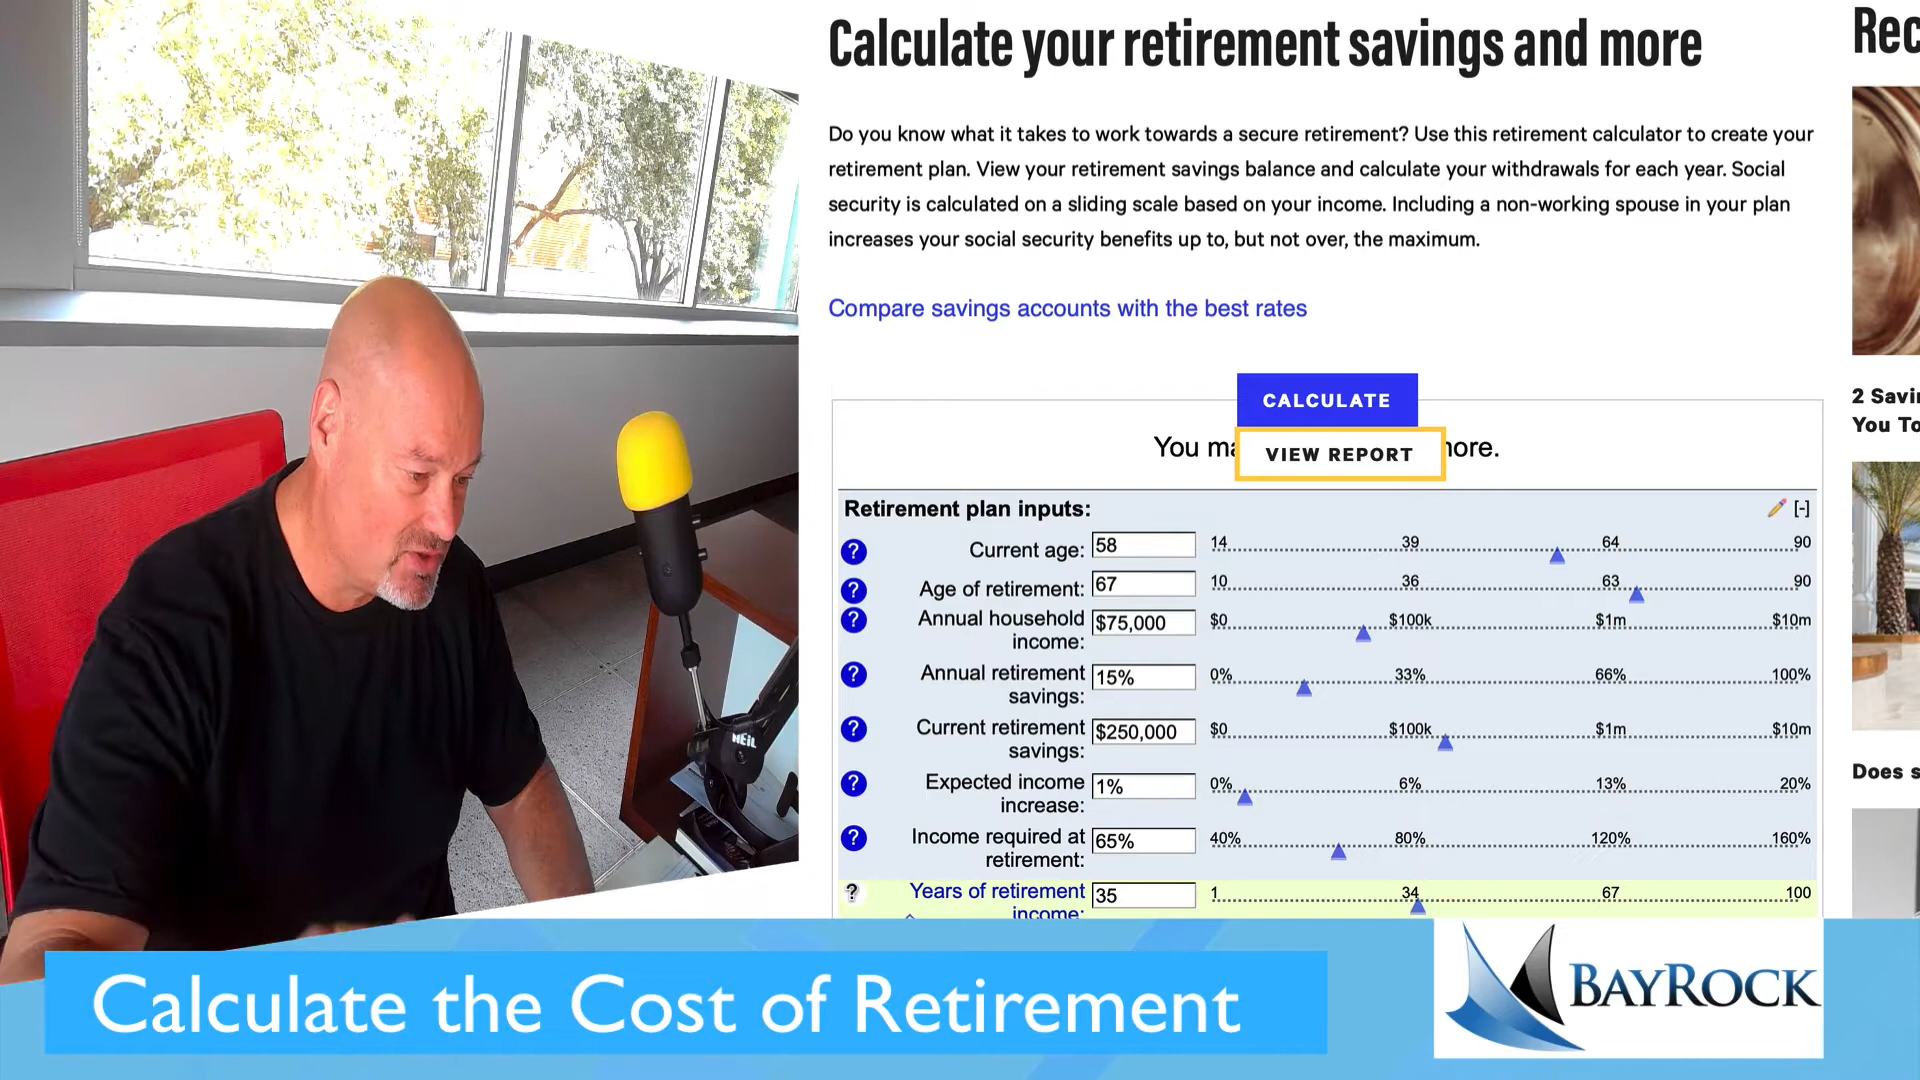 Calculate your retirement savings and more
Do you know what it takes to work towards a secure retirement? Use this retirement calculator to create your
retirement plan. View your retirement savings balance and calculate your withdrawals for each year. Social
security is calculated on a sliding scale based on your income. Including a non-working spouse in your plan
increases your social security benefits up to, but not over, the maximum.
Compare savings accounts with the best rates
CALCULATE
You
VIEW REPORT
Retirement plan inputs:
[-]
? Current age: 58 14 39 64 90
? Age of retirement: 67 10 36 63 90
? Annual household
income: $75,000 $0 $100k $1m $10m
? Annual retirement
savings: 15% 0% 33% 66% 100%
? Current retirement
savings: $250,000 $0 $100k $1m $10m
? Expected income
increase: 1% 0% 6% 13% 20%
? Income required at
retirement: 65% 40% 80% 120% 160%
? Years of retirement
income: 35 1 34 67 100
2
You
Does
HEiL
Calculate the Cost of Retirement
BAYROCK